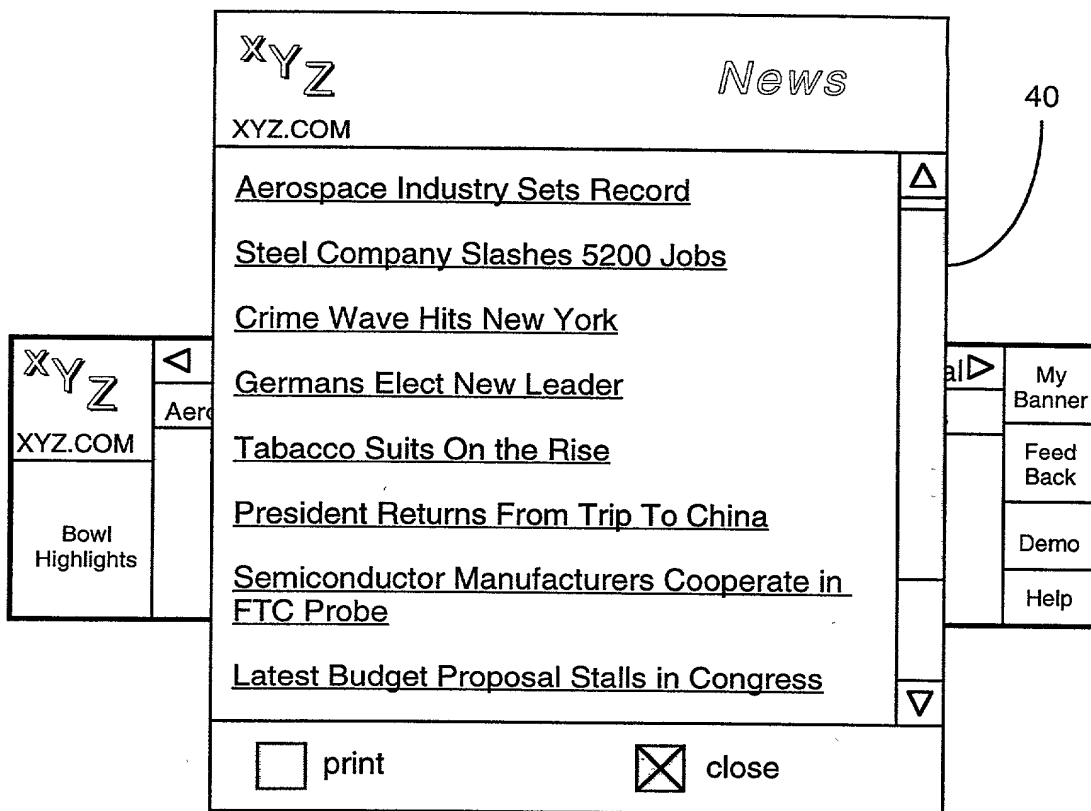 XYZ
News
XYZ.COM
40
Aerospace Industry Sets Record
Steel Company Slashes 5200 Jobs
Crime Wave Hits New York
Germans Elect New Leader
Tabacco Suits On the Rise
President Returns From Trip To China
Semiconductor Manufacturers Cooperate in
FTC Probe
Latest Budget Proposal Stalls in Congress
print
close
XYZ
XYZ.COM
Bowl
Highlights
Aero
al
My
Banner
Feed
Back
Demo
Help